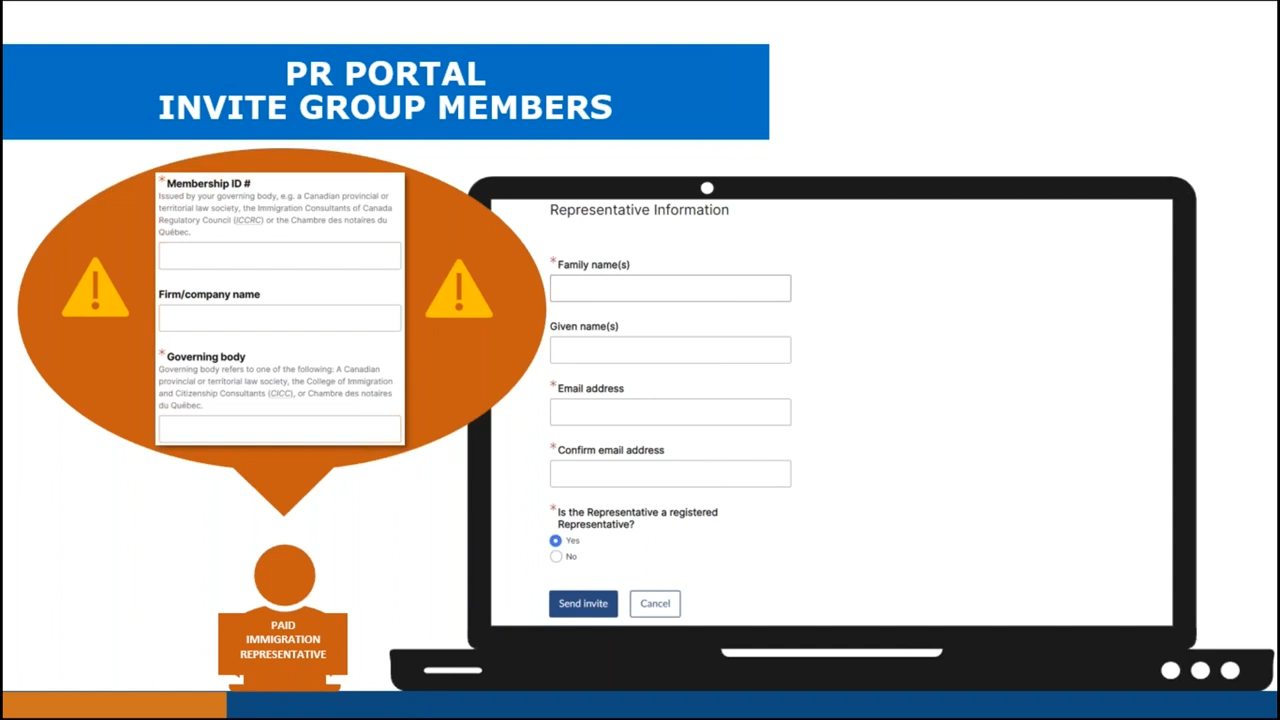 PR PORTAL
INVITE GROUP MEMBERS
* Membership ID #
Issued by your governing body, e.g. a Canadian provincial or
territorial law society, the Immigration Consultants of Canada
Regulatory Council (ICCRC) or the Chambre des notaires du
Québec.
Firm/company name
* Governing body
Governing body refers to one of the following: A Canadian
provincial or territorial law society, the College of Immigration
and Citizenship Consultants (CICC), or Chambre des notaires
du Québec.
PAID
IMMIGRATION
REPRESENTATIVE
Representative Information
* Family name(s)
Given name(s)
* Email address
* Confirm email address
* Is the Representative a registered
Representative?
Yes
No
Send invite
Cancel